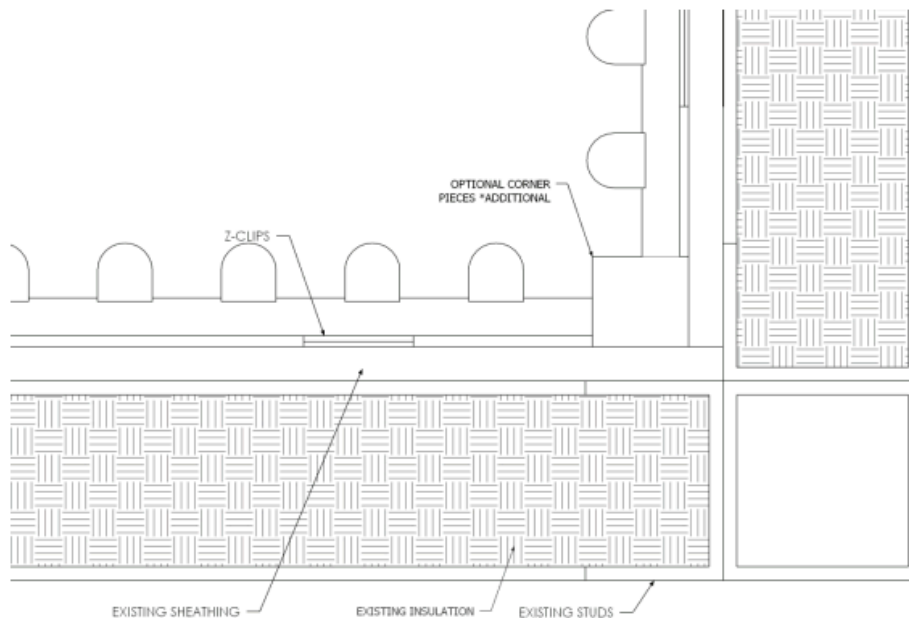 OPTIONAL CORNER
PIECES *ADDITIONAL
Z-CLIPS
EXISTING SHEATHING
EXISTING INSULATION
EXISTING STUDS